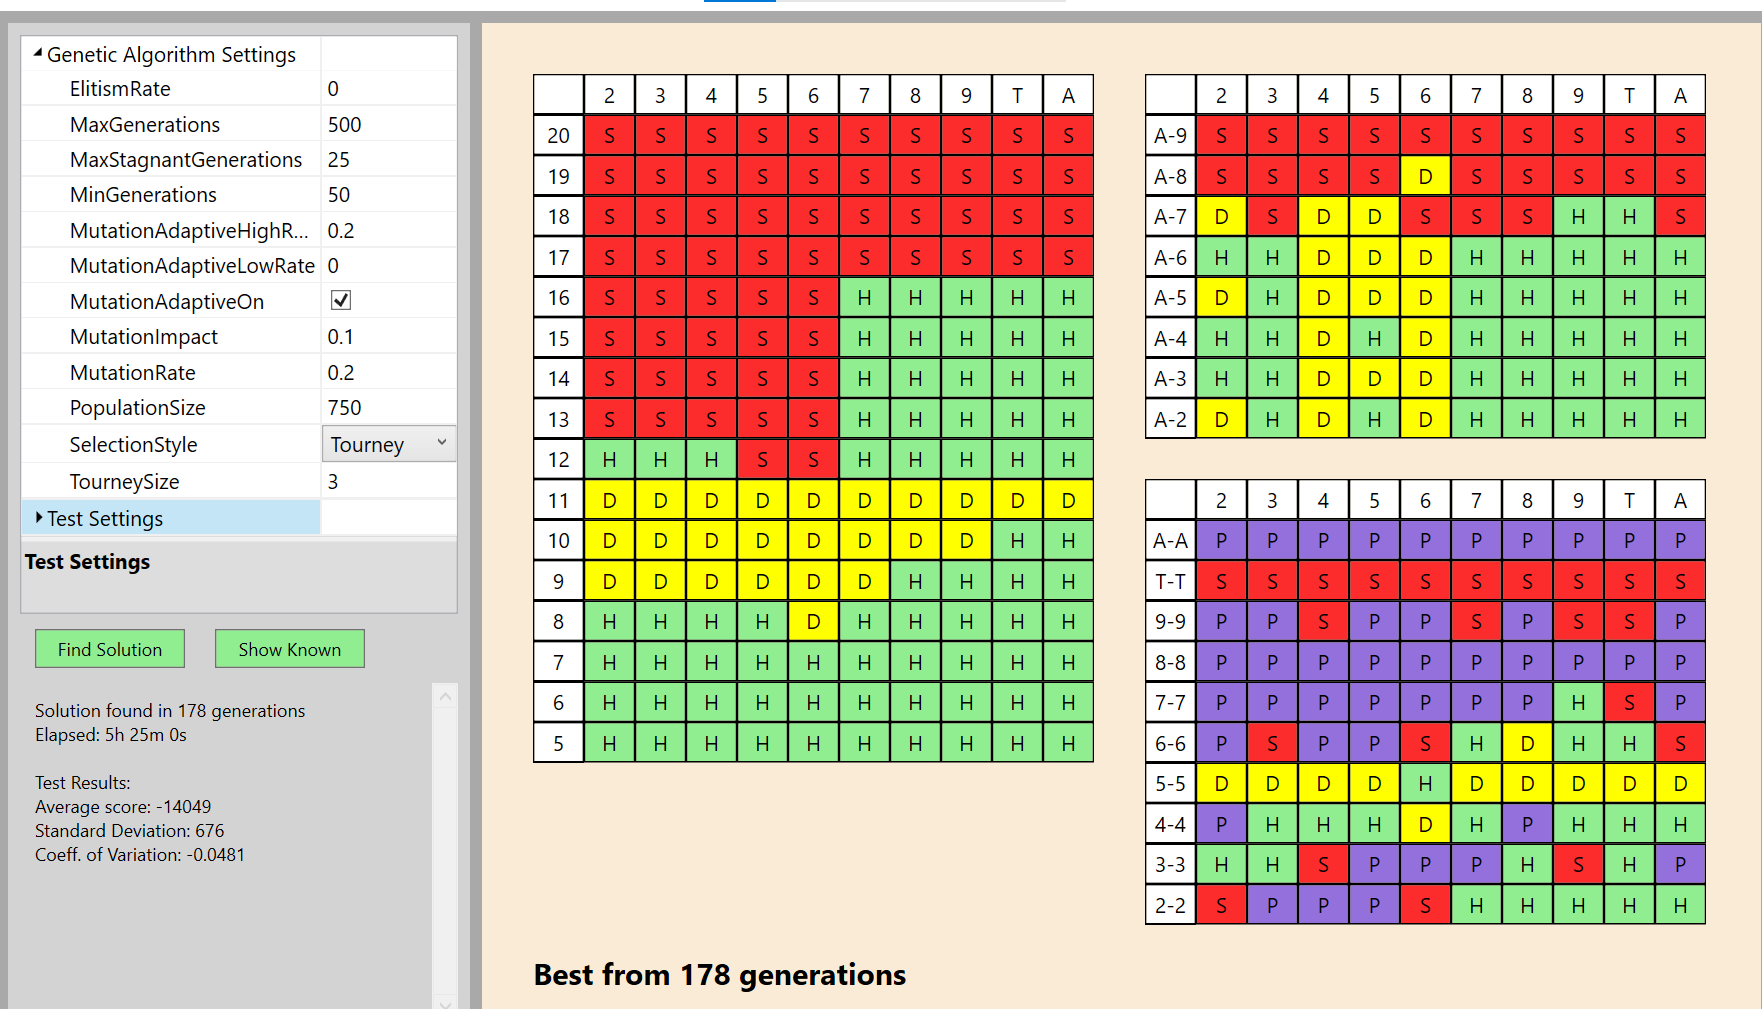 Genetic Algorithm Settings
ElitismRate 0
MaxGenerations 500
MaxStagnantGenerations 25
MinGenerations 50
MutationAdaptiveHighR... 0.2
MutationAdaptiveLowRate 0
MutationAdaptiveOn
MutationImpact 0.1
MutationRate 0.2
PopulationSize 750
SelectionStyle Tourney
TourneySize 3
Test Settings
Test Settings
Find Solution Show Known
Solution found in 178 generations
Elapsed: 5h 25m 0s
Test Results:
Average score: -14049
Standard Deviation: 676
Coeff. of Variation: -0.0481
2 3 4 5 6 7 8 9 T A
20 S S S S S S S S S S
19 S S S S S S S S S S
18 S S S S S S S S S S
17 S S S S S S S S S S
16 S S S S S H H H H H
15 S S S S S H H H H H
14 S S S S S H H H H H
13 S S S S S H H H H H
12 H H H S S H H H H H
11 D D D D D D D D D D
10 D D D D D D D D H H
9 D D D D D D H H H H
8 H H H H D H H H H H
7 H H H H H H H H H H
6 H H H H H H H H H H
5 H H H H H H H H H H
2 3 4 5 6 7 8 9 T A
A-9 S S S S S S S S S S
A-8 S S S S D S S S S S
A-7 D S D D S S S H H S
A-6 H H D D D H H H H H
A-5 D H D D D H H H H H
A-4 H H D H D H H H H H
A-3 H H D D D H H H H H
A-2 D H D H D H H H H H
2 3 4 5 6 7 8 9 T A
A-A P P P P P P P P P P
T-T S S S S S S S S S S
9-9 P P S P P S P S S P
8-8 P P P P P P P P P P
7-7 P P P P P P P H S P
6-6 P S P P S H D H H S
5-5 D D D D H D D D D D
4-4 P H H H D H P H H H
3-3 H H S P P P H S H P
2-2 S P P P S H H H H H
Best from 178 generations